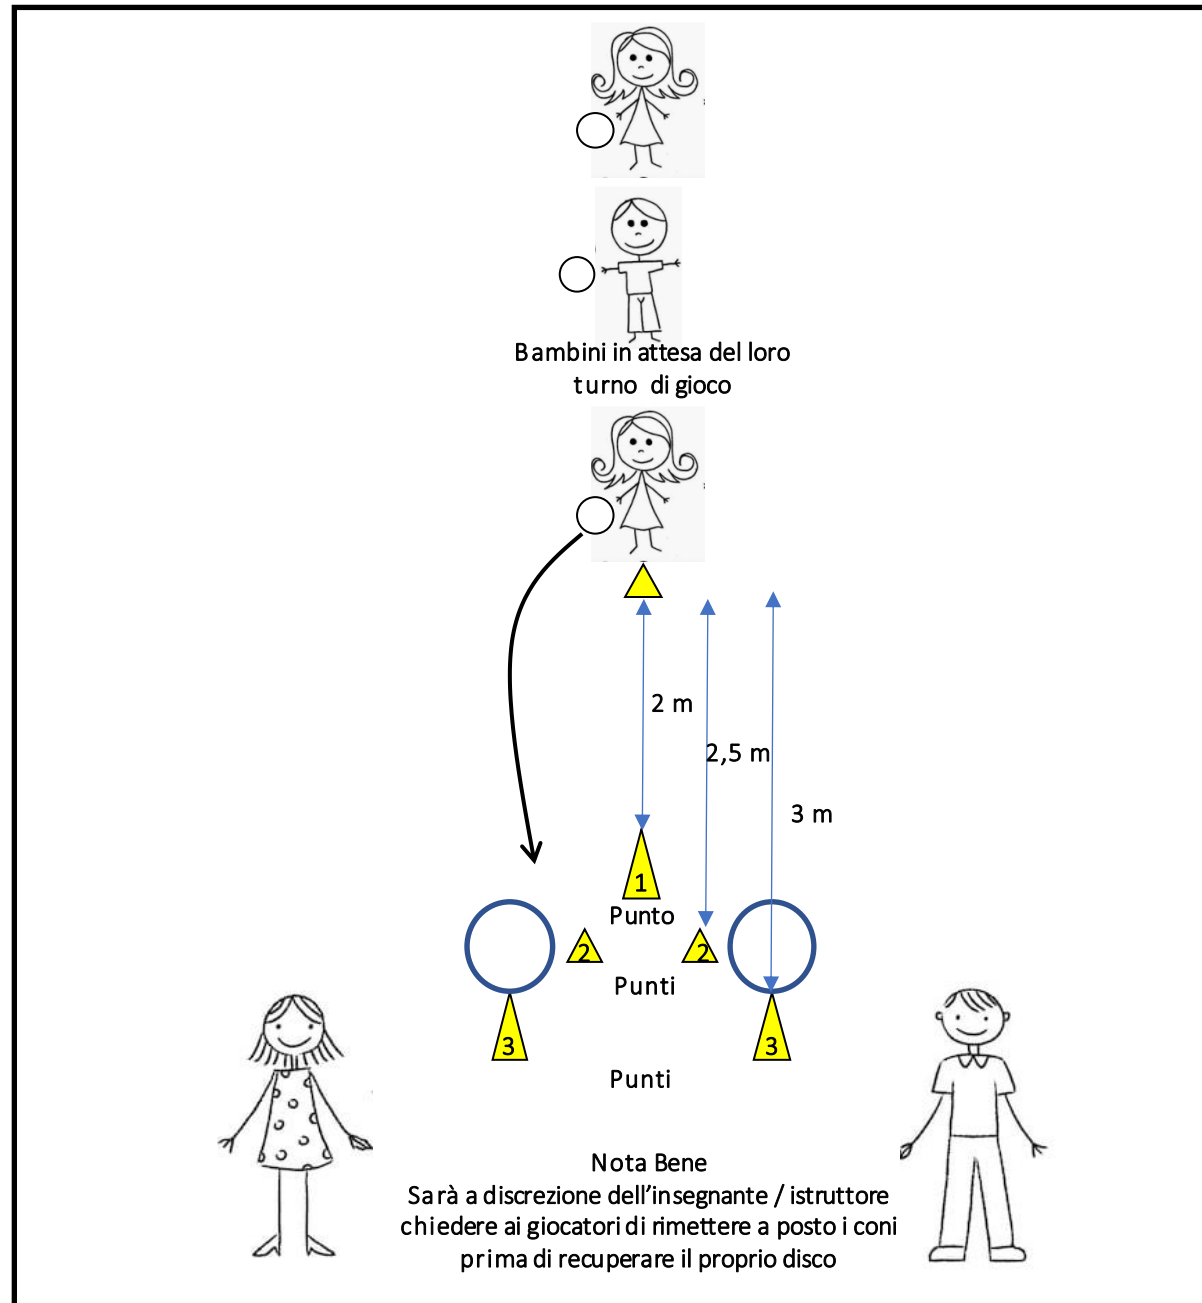 Bambini in attesa del loro
turno di gioco
2 m
2,5 m
3 m
1
Punto
2
2
Punti
3
3
Punti
Nota Bene
Sarà a discrezione dell’insegnante / istruttore
chiedere ai giocatori di rimettere a posto i coni
prima di recuperare il proprio disco